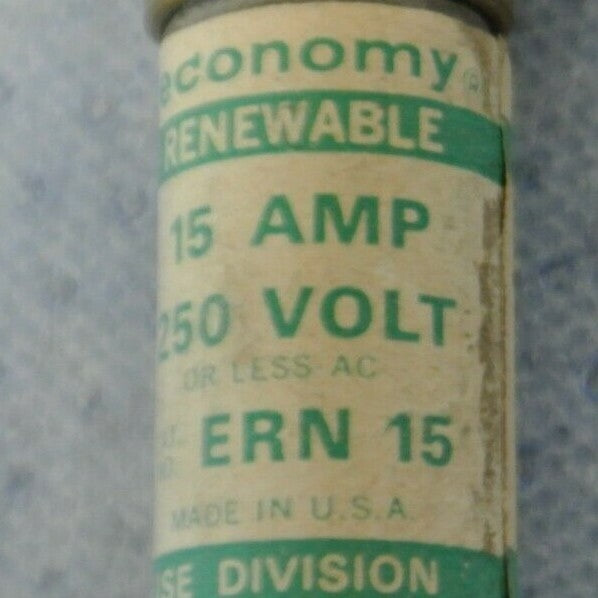 economy®
RENEWABLE
15 AMP
250 VOLT
OR LESS AC
ERN 15
MADE IN U.S.A.
SE DIVISION